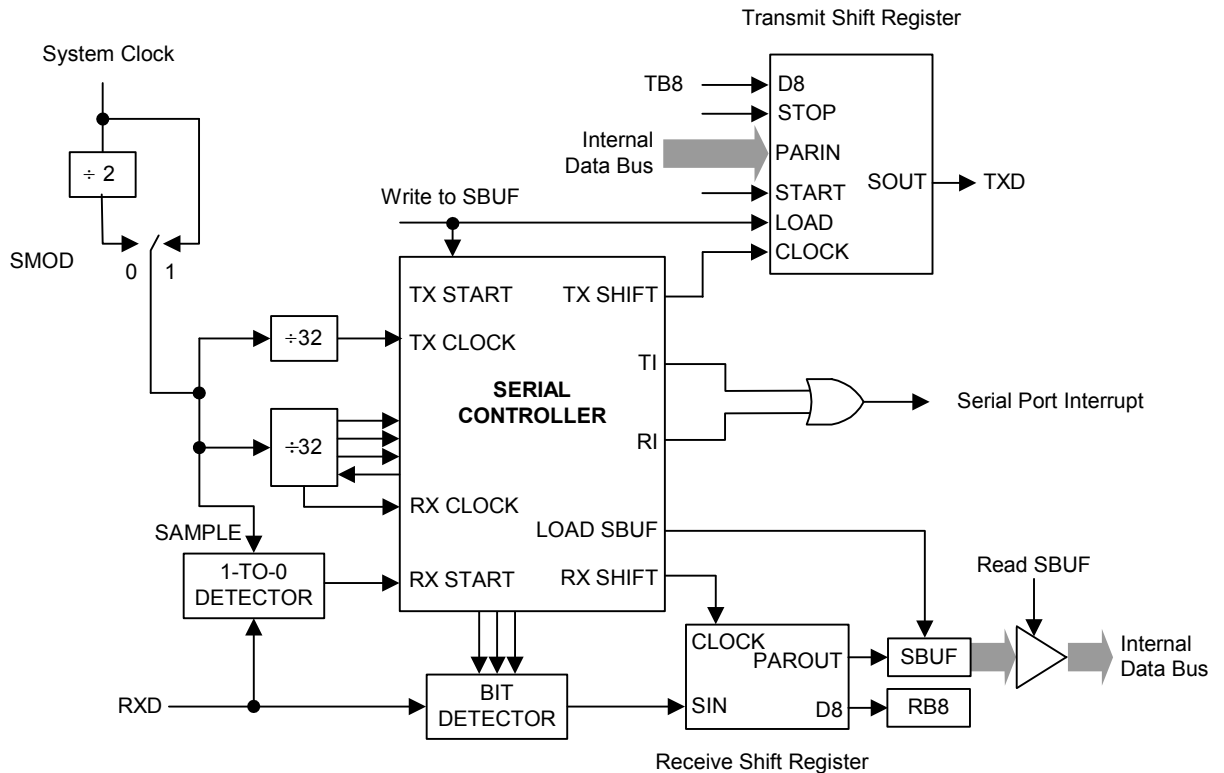 Transmit Shift Register
System Clock
÷ 2
SMOD
0
1
TB8
D8
STOP
Internal
Data Bus
PARIN
START
LOAD
CLOCK
SOUT
TXD
Write to SBUF
TX START
TX SHIFT
÷32
TX CLOCK
TI
SERIAL
CONTROLLER
Serial Port Interrupt
÷32
RI
RX CLOCK
SAMPLE
LOAD SBUF
1-TO-0
DETECTOR
RX START
RX SHIFT
Read SBUF
CLOCK
PAROUT
SBUF
Internal
Data Bus
RXD
BIT
DETECTOR
SIN
D8
RB8
Receive Shift Register